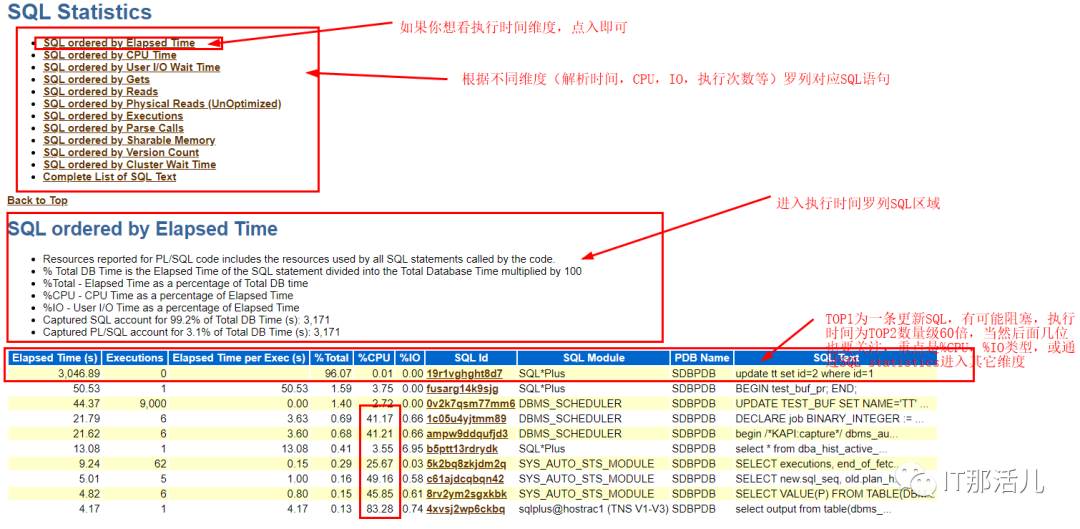 SQL Statistics
如果你想看执行时间维度，点入即可
SQL ordered by Elapsed Time
SQL ordered by CPU Time
SQL ordered by User I/O Wait Time
根据不同维度（解析时间，CPU，IO，执行次数等）罗列对应SQL语句
SQL ordered by Gets
SQL ordered by Reads
SQL ordered by Physical Reads (UnOptimized)
SQL ordered by Executions
SQL ordered by Parse Calls
SQL ordered by Sharable Memory
SQL ordered by Version Count
SQL ordered by Cluster Wait Time
Complete List of SQL Text
Back to Top
进入执行时间罗列SQL区域
SQL ordered by Elapsed Time
Resources reported for PL/SQL code includes the resources used by all SQL statements called by the code.
% Total DB Time is the Elapsed Time of the SQL statement divided into the Total Database Time multiplied by 100
%Total - Elapsed Time as a percentage of Total DB time
%CPU - CPU Time as a percentage of Elapsed Time
%IO - User I/O Time as a percentage of Elapsed Time
Captured SQL account for 99.2% of Total DB Time (s): 3,171
Captured PL/SQL account for 3.1% of Total DB Time (s): 3,171
TOP1为一条更新SQL，有可能阻塞，执行
时间为TOP2数量级60倍，当然后面几位
也要关注，重点是%CPU，%IO类型，或通
过SQL statistics进入其它维度
Elapsed Time (s) Executions Elapsed Time per Exec (s) %Total %CPU %IO SQL Id SQL Module PDB Name SQL Text
3,046.89 0 96.07 0.01 0.00 19r1vghght8d7 SQL*Plus SDBPDB update tt set id=2 where id=1
50.53 1 50.53 1.59 3.75 0.00 fusarg14k9sjg SQL*Plus SDBPDB BEGIN test_buf_pr; END;
44.37 9,000 0.00 1.40 2.72 0.00 0v2k7qsm77mm6 DBMS_SCHEDULER SDBPDB UPDATE TEST_BUF SET NAME='TT' ...
21.79 6 3.63 0.69 41.17 0.66 1c05u4yjtmm89 DBMS_SCHEDULER SDBPDB DECLARE job BINARY_INTEGER := ...
21.62 6 3.60 0.68 41.21 0.66 ampw9ddqufjd3 DBMS_SCHEDULER SDBPDB begin /*KAPI:capture*/ dbms_au...
13.08 1 13.08 0.41 3.55 6.95 b5ptt13rdrydk SQL*Plus SDBPDB select * from dba_hist_active_...
9.24 62 0.15 0.29 25.67 0.03 5k2bq8zkjdm2q SYS_AUTO_STS_MODULE SDBPDB SELECT executions, end_of_fetc...
5.01 5 1.00 0.16 49.16 0.58 c61ajdcqbqn42 SYS_AUTO_STS_MODULE SDBPDB SELECT new.sql_seq, old.plan_h...
4.82 6 0.80 0.15 45.85 0.61 8rv2ym2sgxkbk SYS_AUTO_STS_MODULE SDBPDB SELECT VALUE(P) FROM TABLE(DBM...
4.17 1 4.17 0.13 83.28 0.74 4xvsj2wp6ckbq sqlplus@hostrac1 (TNS V1-V3) SDBPDB select output from table(dbms_...
IT那活儿